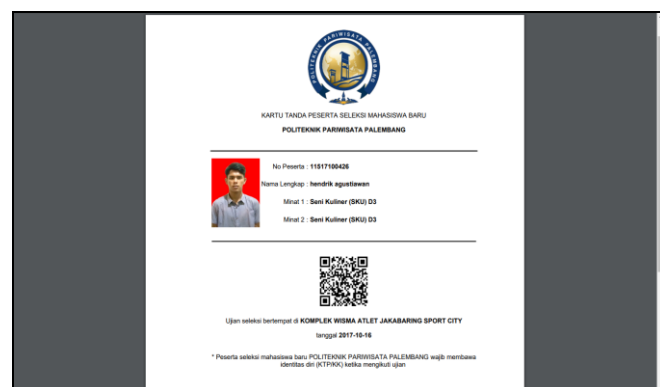 POLITEKNIK PARIWISATA
PALEMBANG
KARTU TANDA PESERTA SELEKSI MAHASISWA BARU
POLITEKNIK PARIWISATA PALEMBANG
No Peserta : 11517100426
Nama Lengkap : hendrik agustiawan
Minat 1 : Seni Kuliner (SKU) D3
Minat 2 : Seni Kuliner (SKU) D3
Ujian seleksi bertempat di KOMPLEK WISMA ATLET JAKABARING SPORT CITY
tanggal 2017-10-16
* Peserta seleksi mahasiswa baru POLITEKNIK PARIWISATA PALEMBANG wajib membawa
identitas diri (KTP/KK) ketika mengikuti ujian